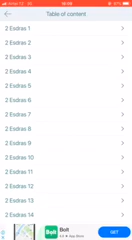 Table of content
2 Esdras 1
2 Esdras 2
2 Esdras 3
2 Esdras 4
2 Esdras 5
2 Esdras 6
2 Esdras 7
2 Esdras 8
2 Esdras 9
2 Esdras 10
2 Esdras 11
2 Esdras 12
2 Esdras 13
2 Esdras 14
Bolt
Bolt
GET